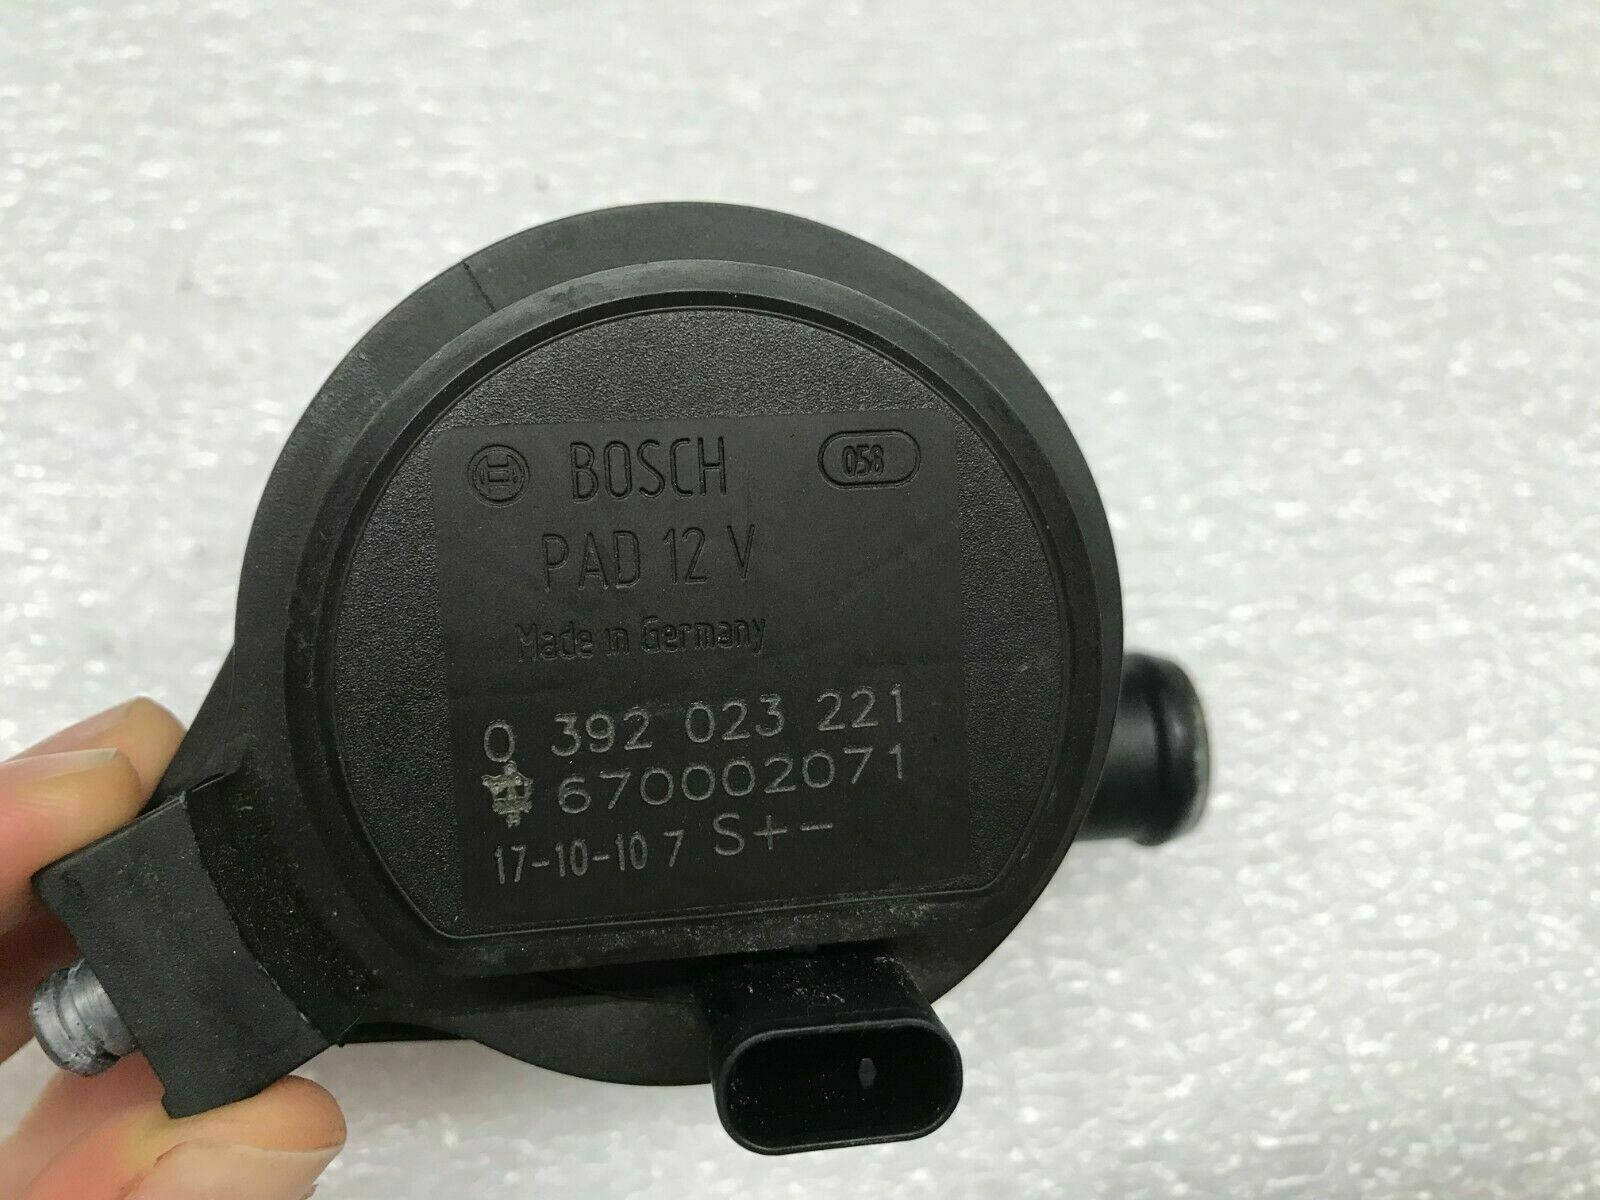 BOSCH 058
PAD 12 V
Made in Germany
0 392 023 221
670002071
17-10-10 7 S+-